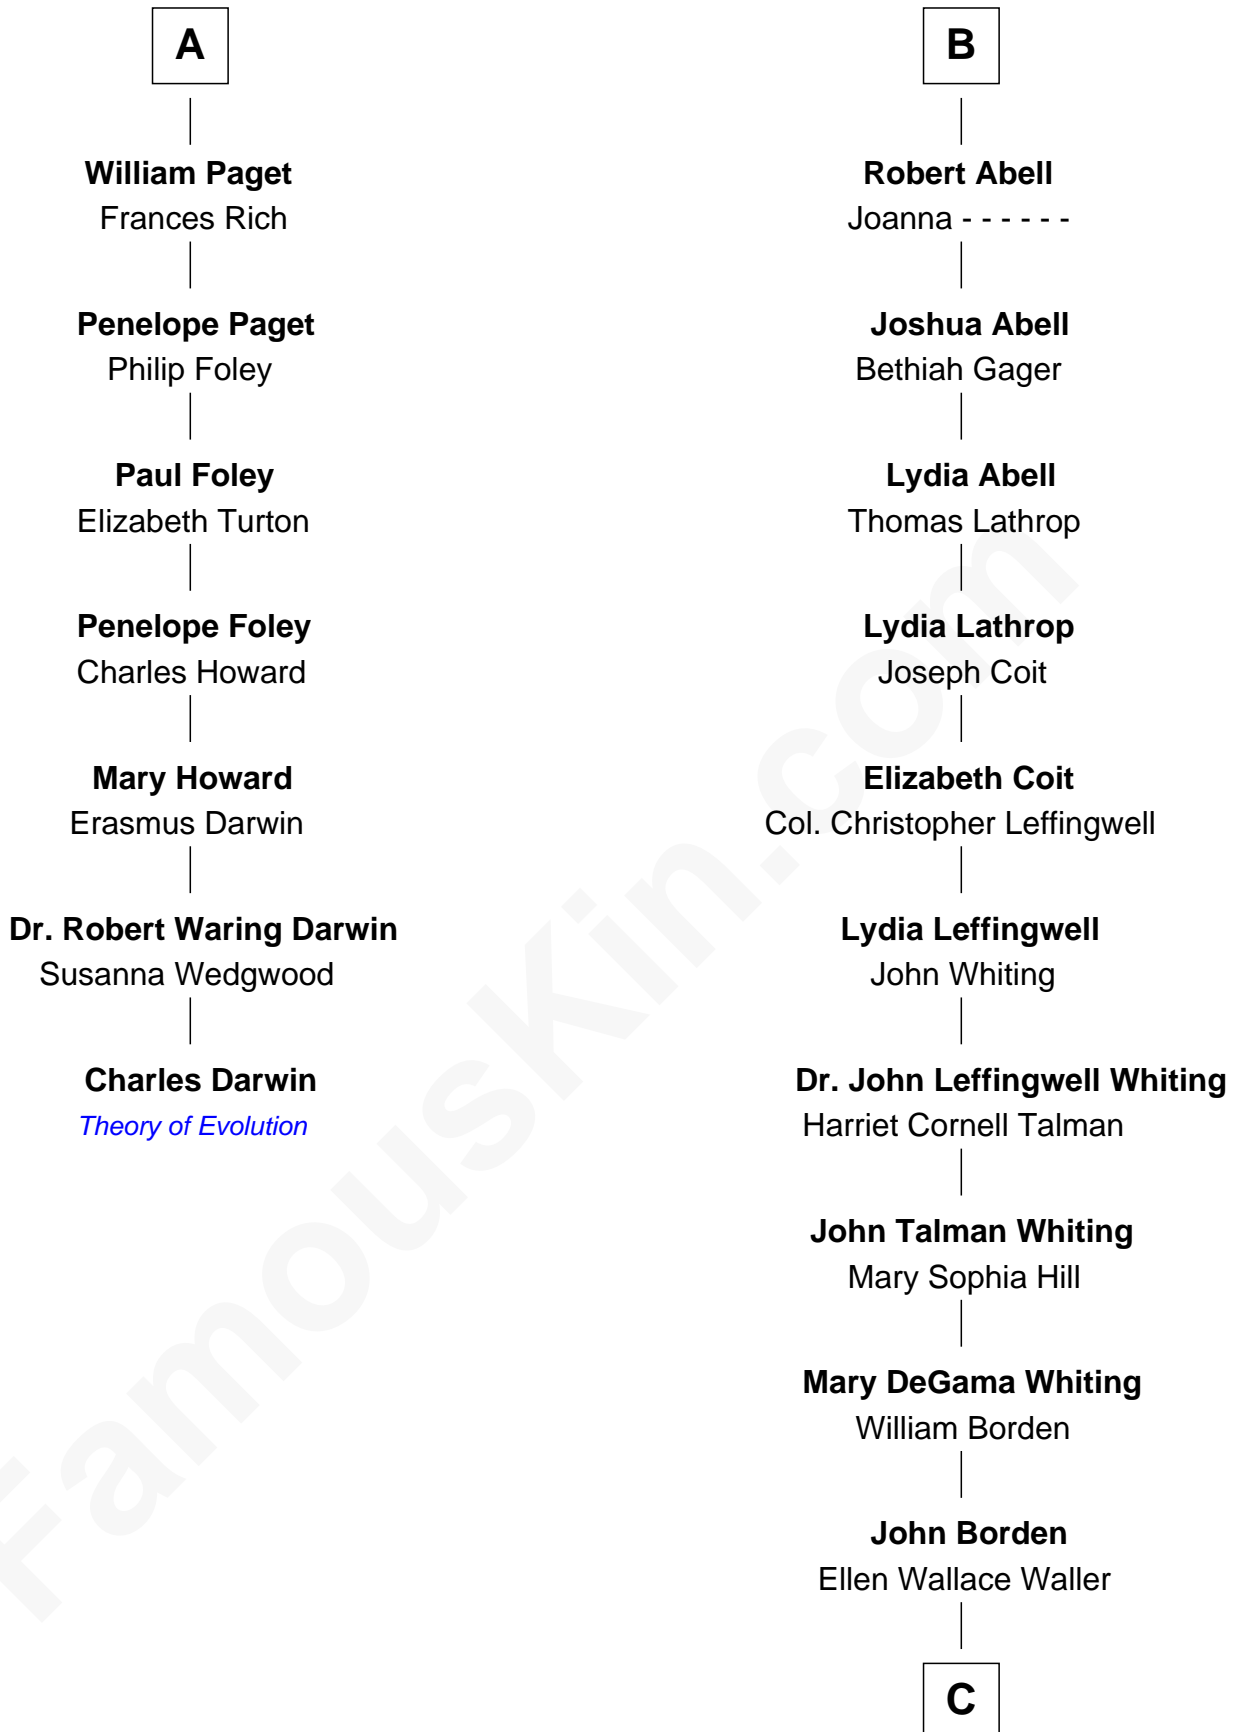 A
William Paget
Frances Rich
Penelope Paget
Philip Foley
Paul Foley
Elizabeth Turton
Penelope Foley
Charles Howard
Mary Howard
Erasmus Darwin
Dr. Robert Waring Darwin
Susanna Wedgwood
Charles Darwin
Theory of Evolution
B
Robert Abell
Joanna - - - - - -
Joshua Abell
Bethiah Gager
Lydia Abell
Thomas Lathrop
Lydia Lathrop
Joseph Coit
Elizabeth Coit
Col. Christopher Leffingwell
Lydia Leffingwell
John Whiting
Dr. John Leffingwell Whiting
Harriet Cornell Talman
John Talman Whiting
Mary Sophia Hill
Mary DeGama Whiting
William Borden
John Borden
Ellen Wallace Waller
C
FamousKin.com